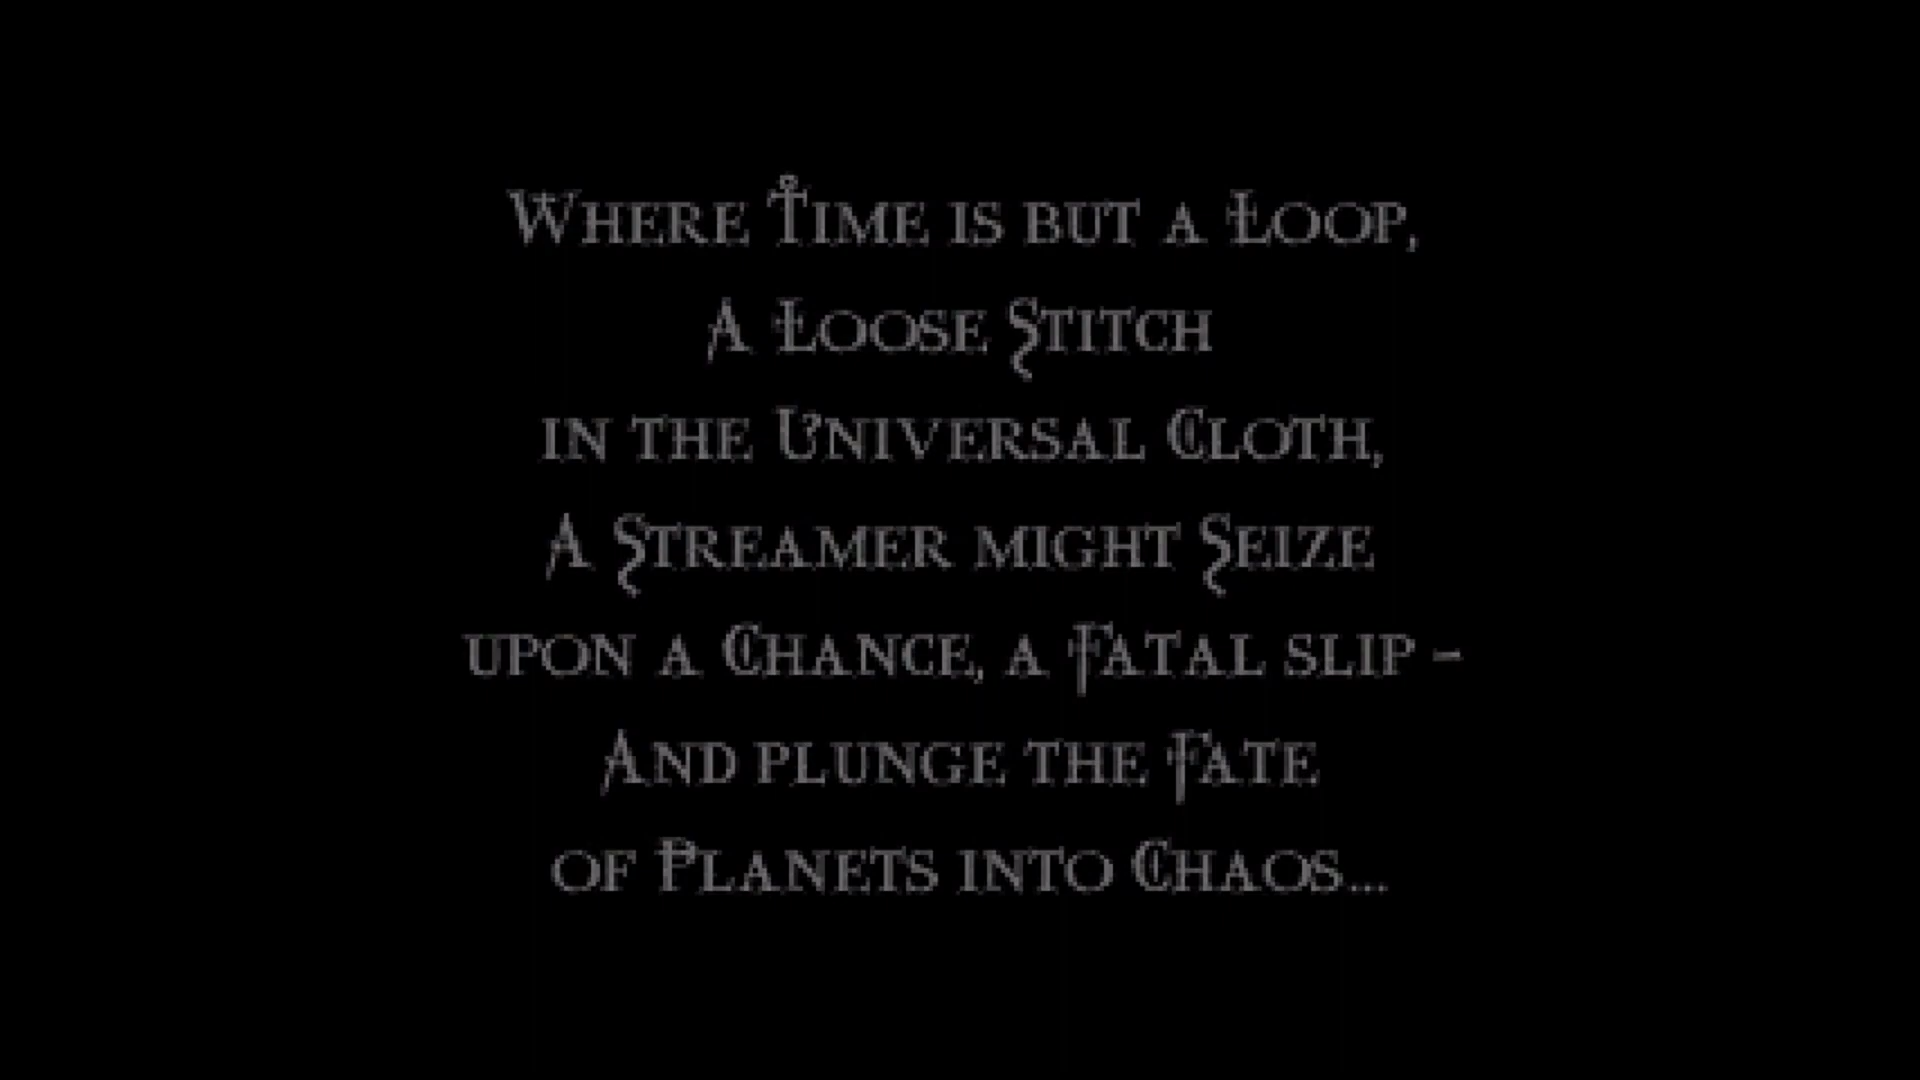 Where Time is but a Loop,
A Loose Stitch
in the Universal Cloth,
A Streamer might Seize
upon a Chance, a Fatal slip -
And plunge the Fate
of Planets into Chaos...